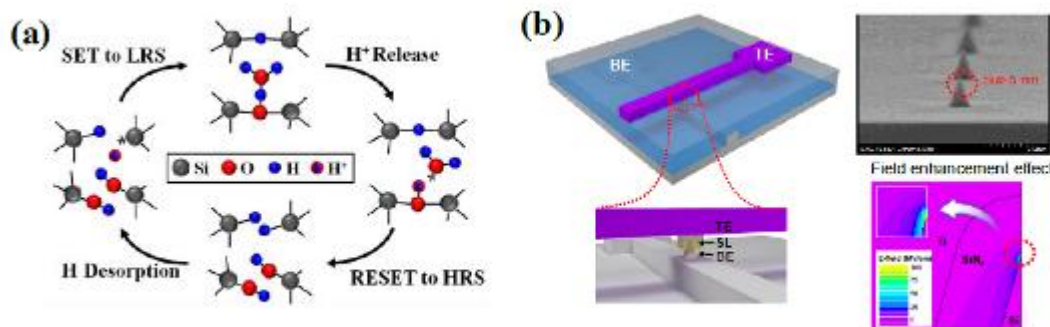 (a)
SET to LRS
H⁺ Release
Si O H H⁺
H Desorption
RESET to HRS
(b)
BE
TE
TE
SL
BE
Field enhancement effect